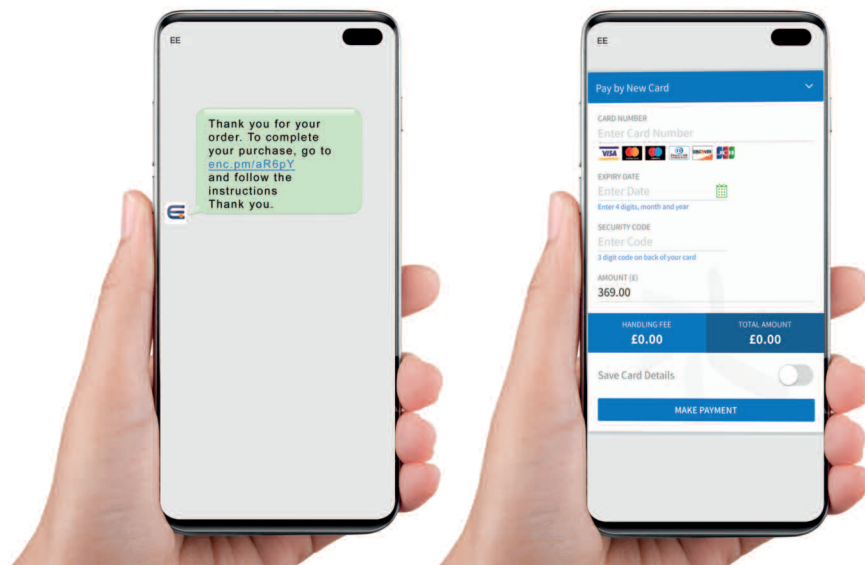 EE
Thank you for your
order. To complete
your purchase, go to
enc.pm/aR6pY
and follow the
instructions
Thank you.
EE
Pay by New Card
CARD NUMBER
Enter Card Number
VISA DISCOVER JCB
EXPIRY DATE
Enter Date
Enter 4 digits, month and year
SECURITY CODE
Enter Code
3 digit code on back of your card
AMOUNT (£)
369.00
HANDLING FEE TOTAL AMOUNT
£0.00 £0.00
Save Card Details
MAKE PAYMENT